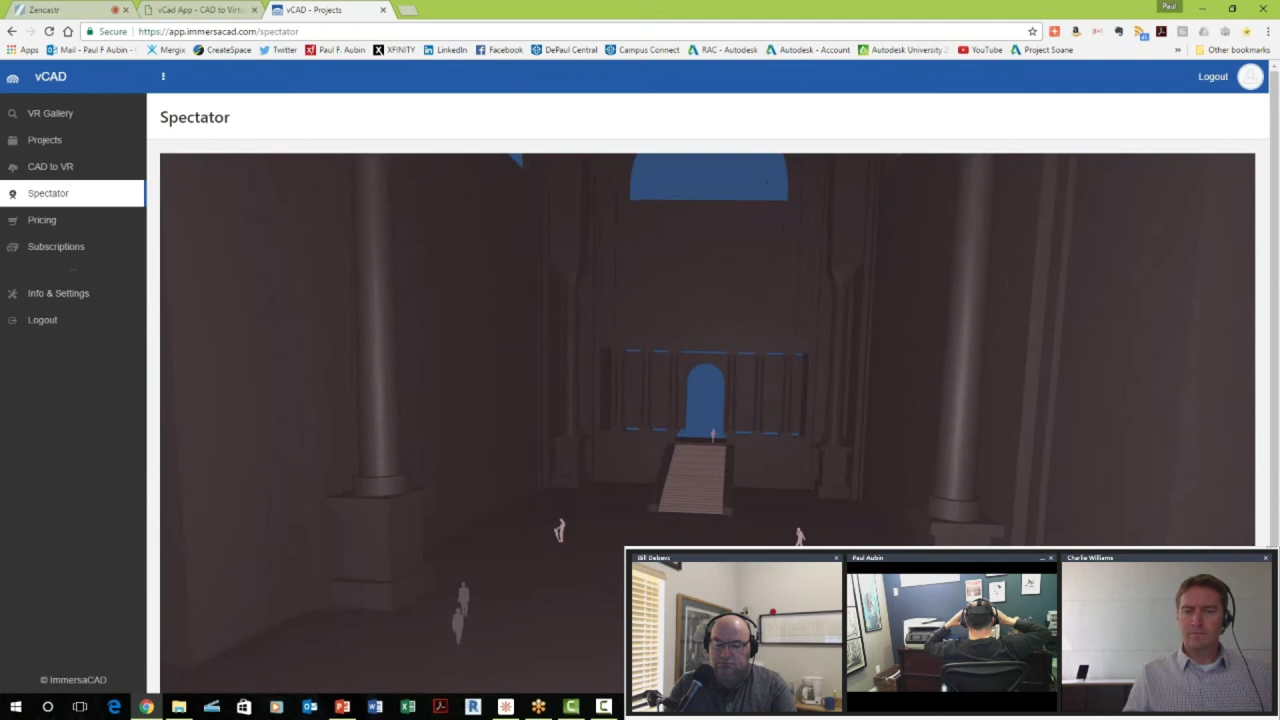 Zencastr
vCad App - CAD to Virtu
vCAD - Projects
Paul
Secure
https://app.immersacad.com/spectator
Apps
Mail - Paul F Aubin -
Mergix
CreateSpace
Twitter
Paul F. Aubin
XFINITY
LinkedIn
Facebook
DePaul Central
Campus Connect
RAC - Autodesk
Autodesk - Account
Autodesk University
YouTube
Project Soane
Other bookmarks
vCAD
Logout
VR Gallery
Projects
CAD to VR
Spectator
Pricing
Subscriptions
Info & Settings
Logout
© ImmersaCAD
Spectator
Bill Debevc
Paul Aubin
Charlie Williams